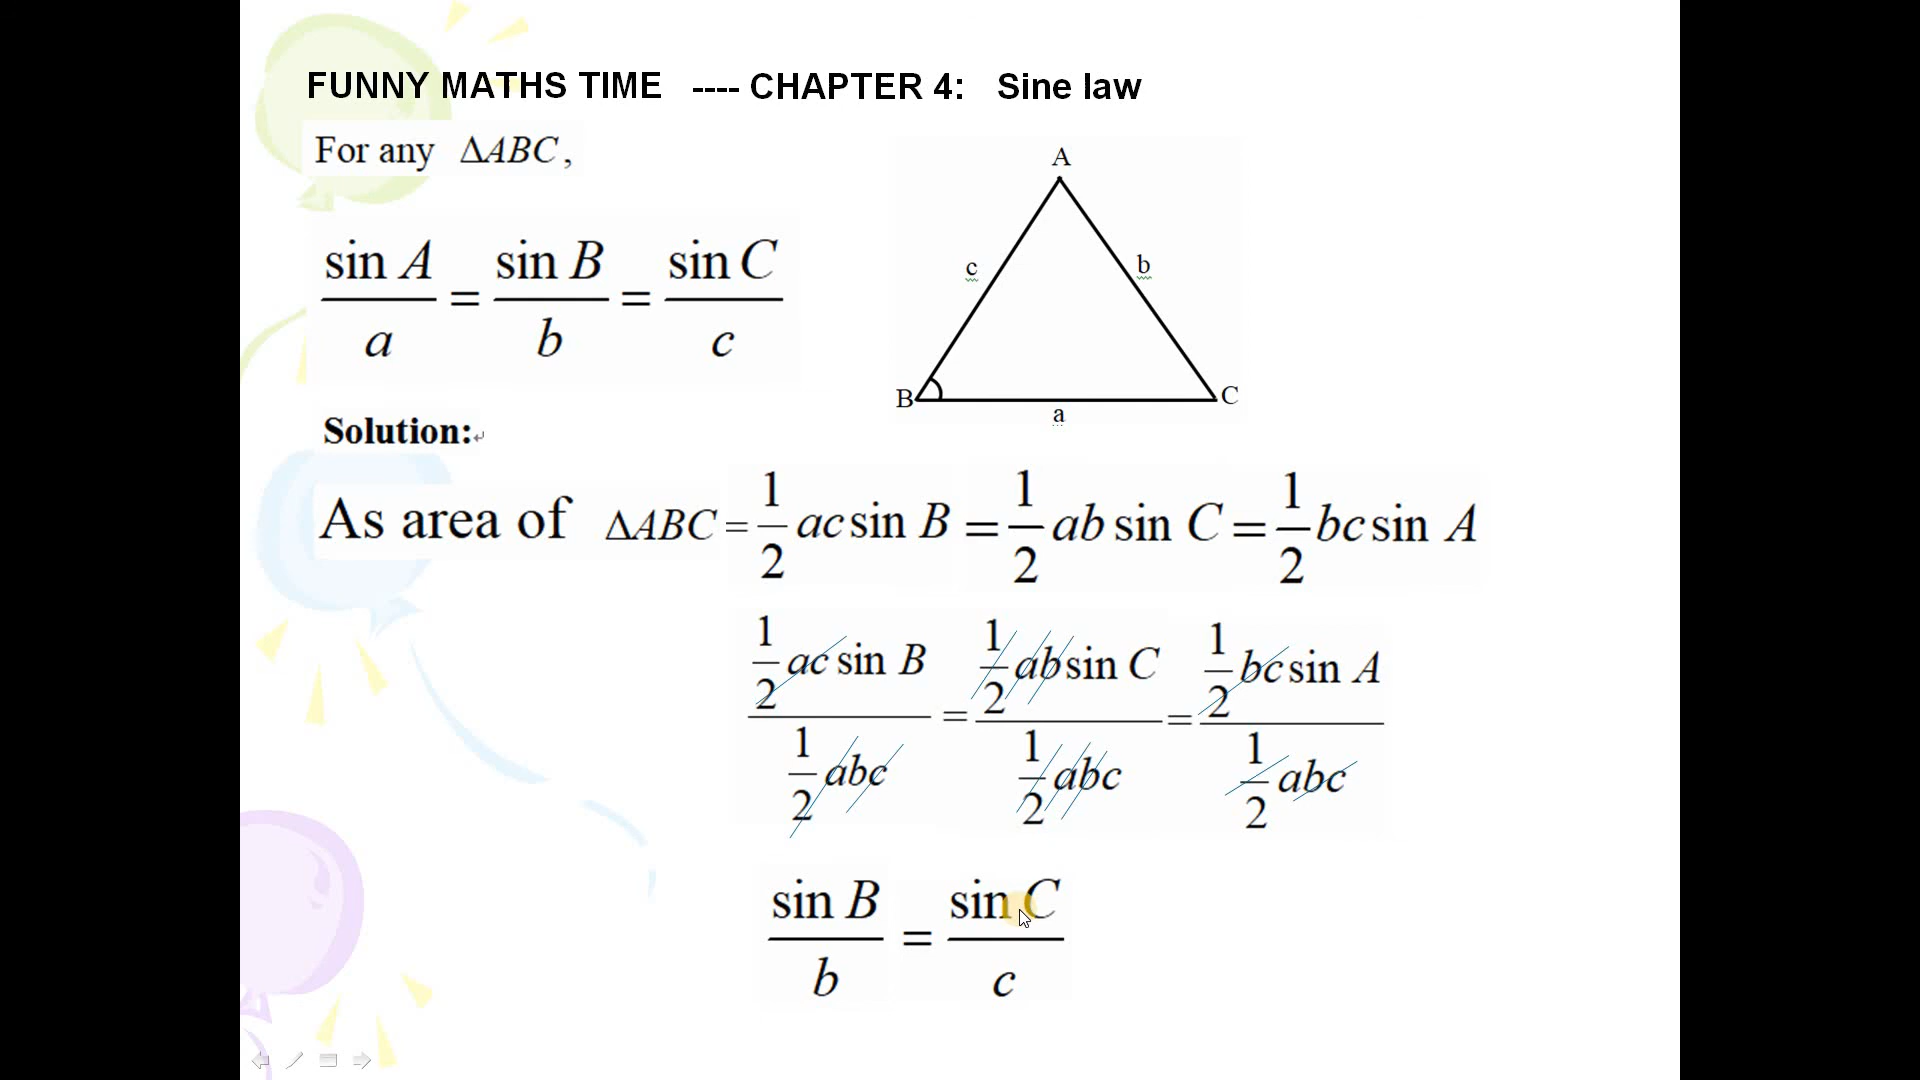 FUNNY MATHS TIME ---- CHAPTER 4: Sine law
For any ΔABC,
A
c b
B C
a
sin A / a = sin B / b = sin C / c
Solution:
As area of ΔABC = 1/2 ac sin B = 1/2 ab sin C = 1/2 bc sin A
(1/2 ac sin B) / (1/2 abc) = (1/2 ab sin C) / (1/2 abc) = (1/2 bc sin A) / (1/2 abc)
sin B / b = sin C / c